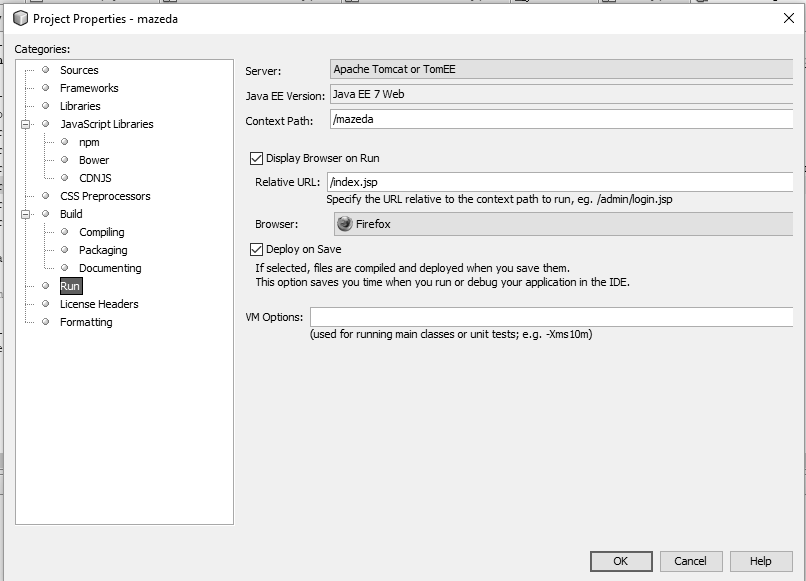 Project Properties - mazeda
Categories:
Sources
Frameworks
Libraries
JavaScript Libraries
npm
Bower
CDNJS
CSS Preprocessors
Build
Compiling
Packaging
Documenting
Run
License Headers
Formatting
Server: Apache Tomcat or TomEE
Java EE Version: Java EE 7 Web
Context Path: /mazeda
Display Browser on Run
Relative URL: /index.jsp
Specify the URL relative to the context path to run, eg. /admin/login.jsp
Browser: Firefox
Deploy on Save
If selected, files are compiled and deployed when you save them.
This option saves you time when you run or debug your application in the IDE.
VM Options:
(used for running main classes or unit tests; e.g. -Xms10m)
OK Cancel Help